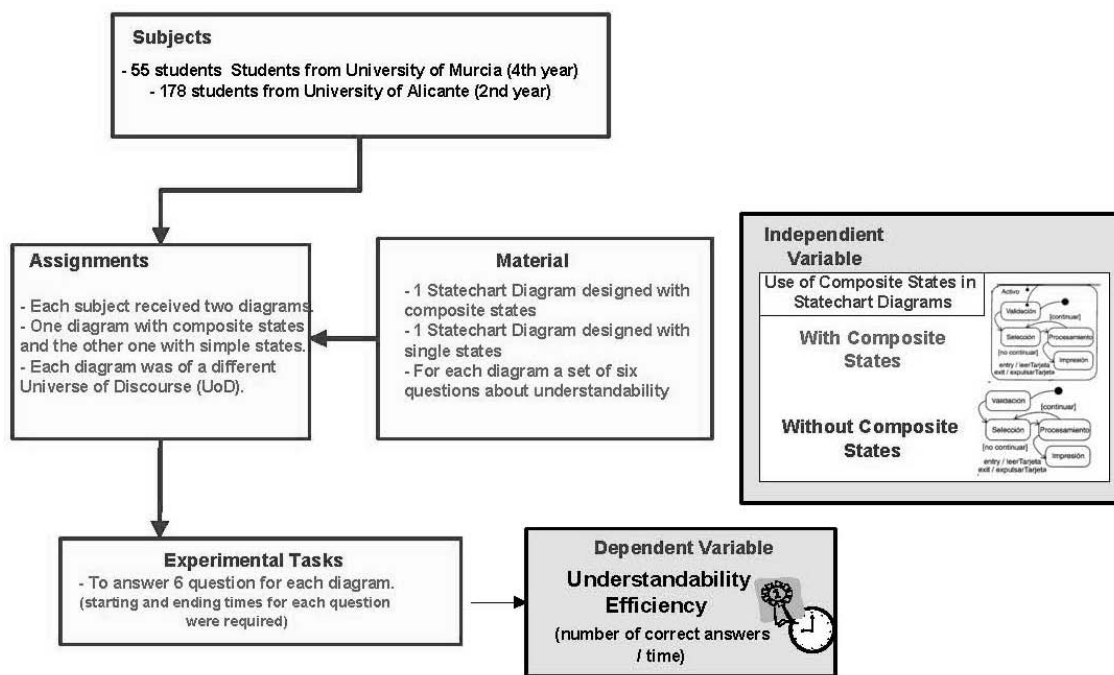 Subjects
- 55 students Students from University of Murcia (4th year)
- 178 students from University of Alicante (2nd year)
Assignments
- Each subject received two diagrams.
- One diagram with composite states
and the other one with simple states.
- Each diagram was of a different
Universe of Discourse (UoD).
Material
- 1 Statechart Diagram designed with
composite states
- 1 Statechart Diagram designed with
single states
- For each diagram a set of six
questions about understandability
Independient
Variable
Use of Composite States in
Statechart Diagrams
With Composite
States
Activo
Validación
[continuar]
Selección
Procesamiento
[no continuar]
Impresión
entry / leerTarjeta
exit / expulsarTarjeta
Without Composite
States
Validación
[continuar]
Selección
Procesamiento
[no continuar]
Impresión
entry / leerTarjeta
exit / expulsarTarjeta
Experimental Tasks
- To answer 6 question for each diagram.
(starting and ending times for each question
were required)
Dependent Variable
Understandability
Efficiency
(number of correct answers
/ time)
1